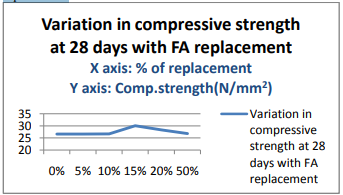 Variation in compressive strength
at 28 days with FA replacement
X axis: % of replacement
Y axis: Comp.strength(N/mm²)
35
30
25
20
0% 5% 10% 15% 20% 50%
Variation in
compressive
strength at 28
days with FA
replacement